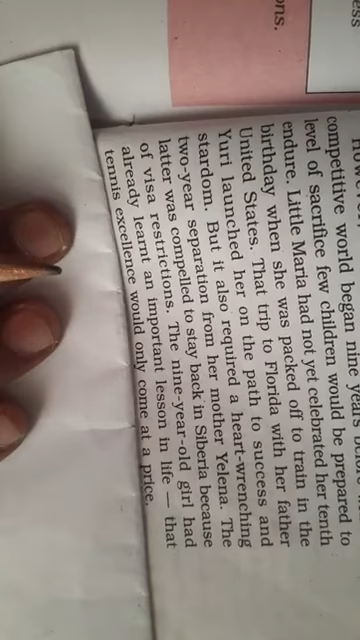 ess
ons.
competitive world began nine years
level of sacrifice few children would be prepared to
endure. Little Maria had not yet celebrated her tenth
birthday when she was packed off to train in the
United States. That trip to Florida with her father
Yuri launched her on the path to success and
stardom. But it also required a heart-wrenching
two-year separation from her mother Yelena. The
latter was compelled to stay back in Siberia because
of visa restrictions. The nine-year-old girl had
already learnt an important lesson in life — that
tennis excellence would only come at a price.